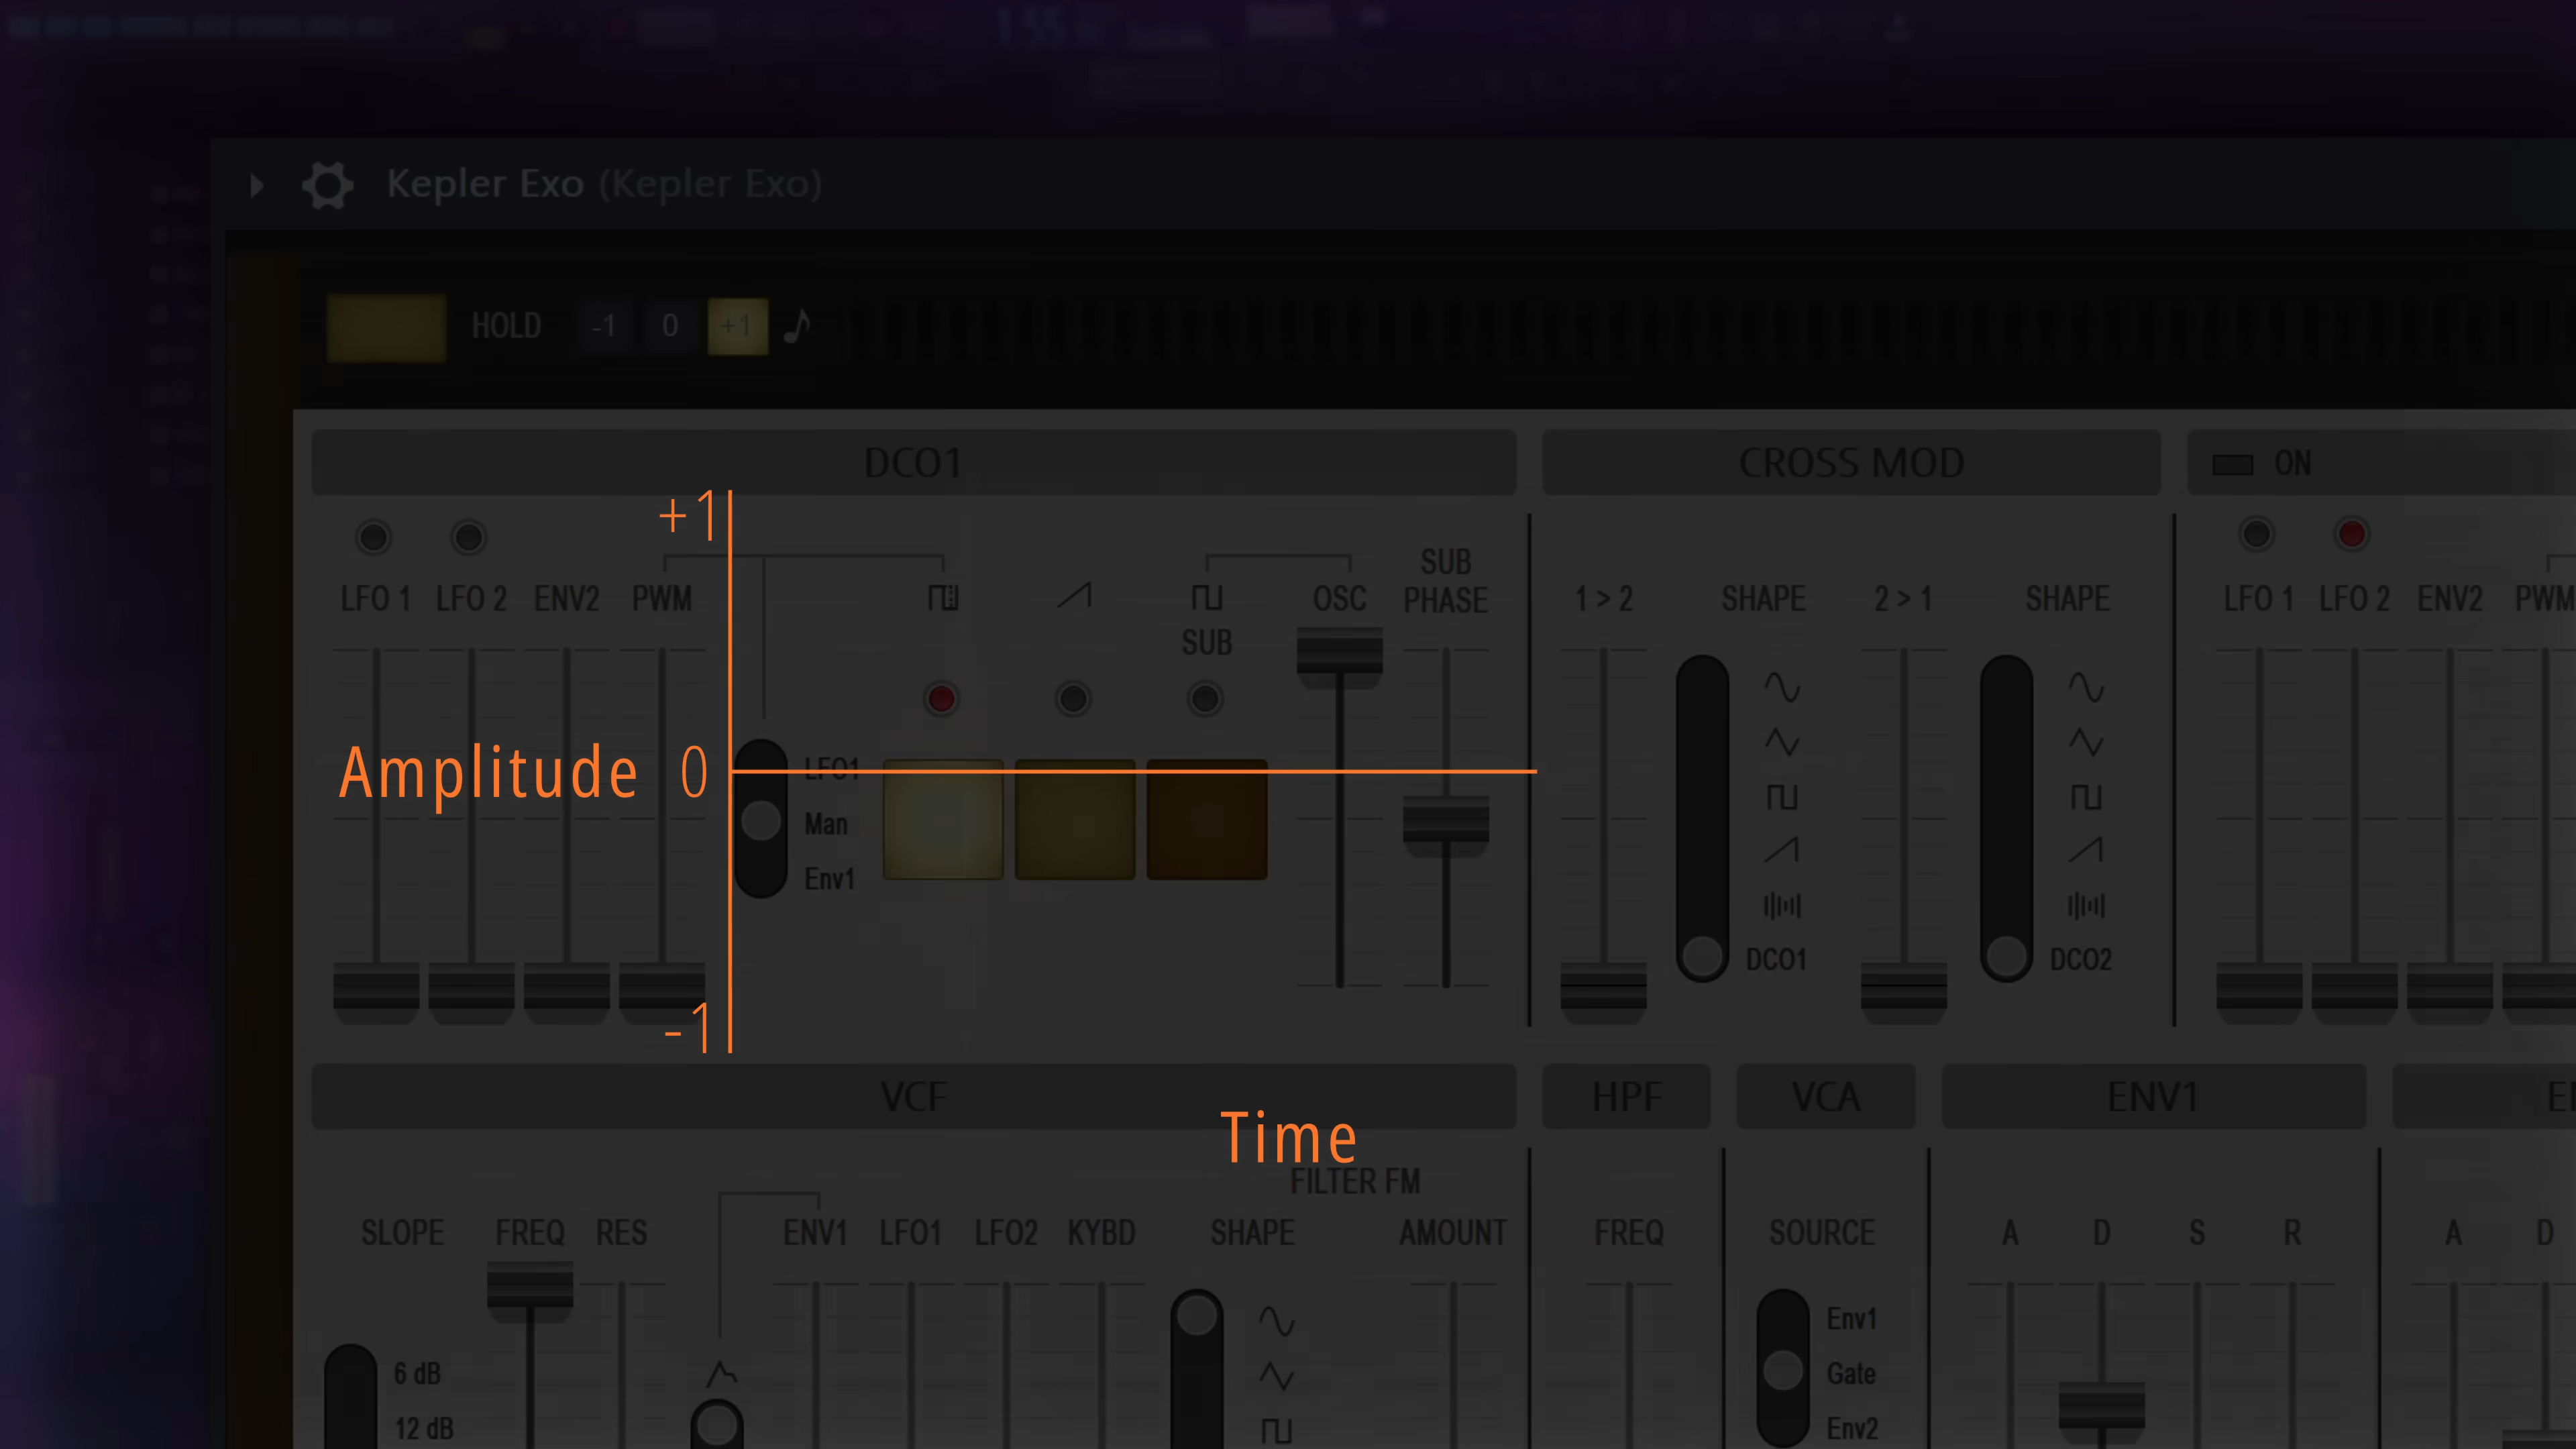 1 55
Kepler Exo (Kepler Exo)
HOLD -1 0 +1
DCO1
CROSS MOD
ON
+1
LFO 1 LFO 2 ENV2 PWM
SUB
OSC
SUB PHASE
1 > 2 SHAPE 2 > 1 SHAPE
LFO 1 LFO 2 ENV2 PWM
Amplitude 0
LFO1
Man
Env1
DCO1
DCO2
-1
VCF
HPF
VCA
ENV1
Time
FILTER FM
SLOPE FREQ RES ENV1 LFO1 LFO2 KYBD SHAPE AMOUNT
FREQ
SOURCE
A D S R
A D
6 dB
12 dB
Env1
Gate
Env2